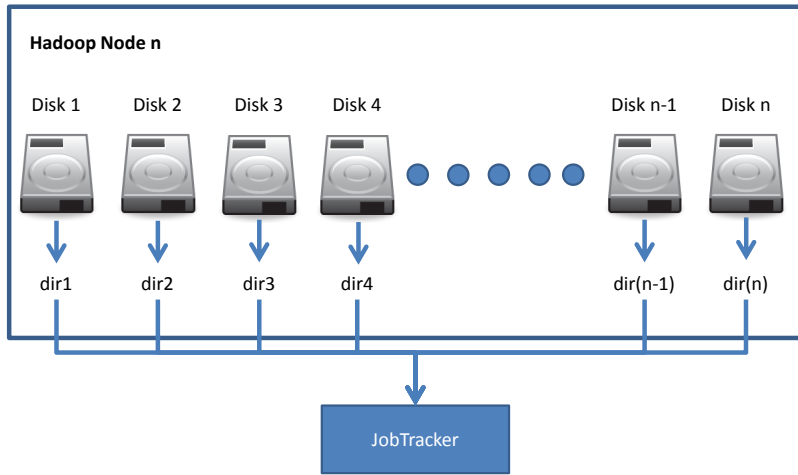 Hadoop Node n
Disk 1 Disk 2 Disk 3 Disk 4 Disk n-1 Disk n
dir1 dir2 dir3 dir4 dir(n-1) dir(n)
JobTracker